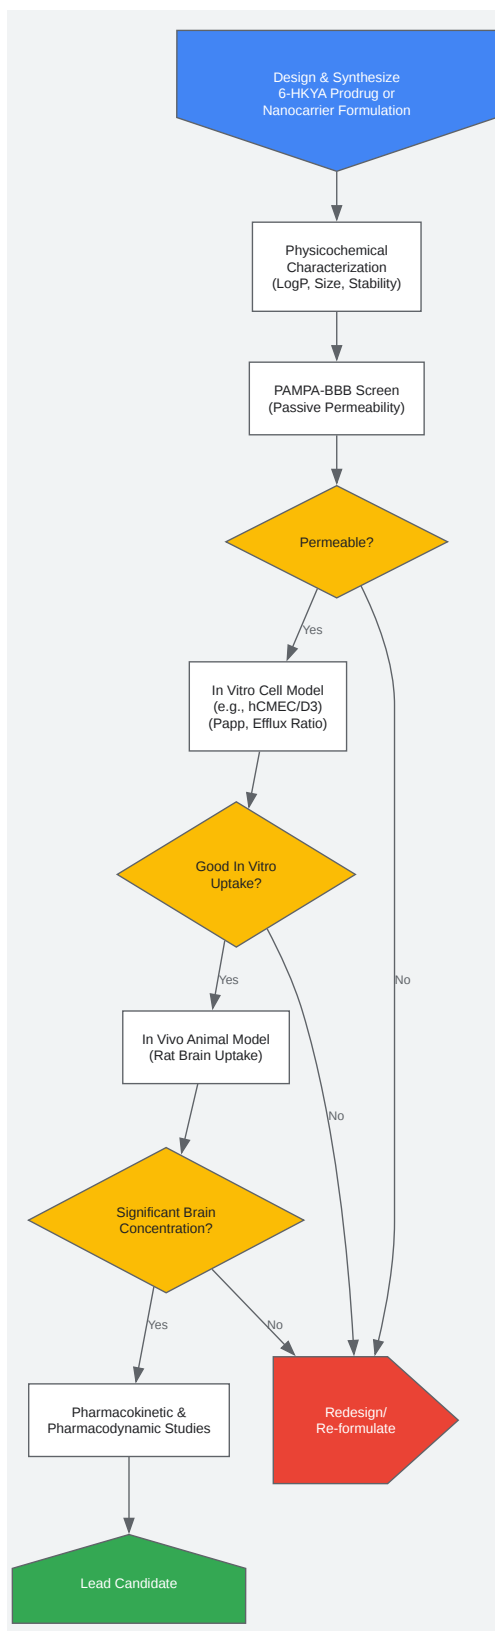 Design & Synthesize
6-HKYA Prodrug or
Nanocarrier Formulation
Physicochemical
Characterization
(LogP, Size, Stability)
PAMPA-BBB Screen
(Passive Permeability)
Permeable?
Yes
In Vitro Cell Model
(e.g., hCMEC/D3)
(Papp, Efflux Ratio)
Good In Vitro
Uptake?
Yes
No
In Vivo Animal Model
(Rat Brain Uptake)
No
Significant Brain
Concentration?
Yes
No
Pharmacokinetic &
Pharmacodynamic Studies
Redesign/
Re-formulate
Lead Candidate